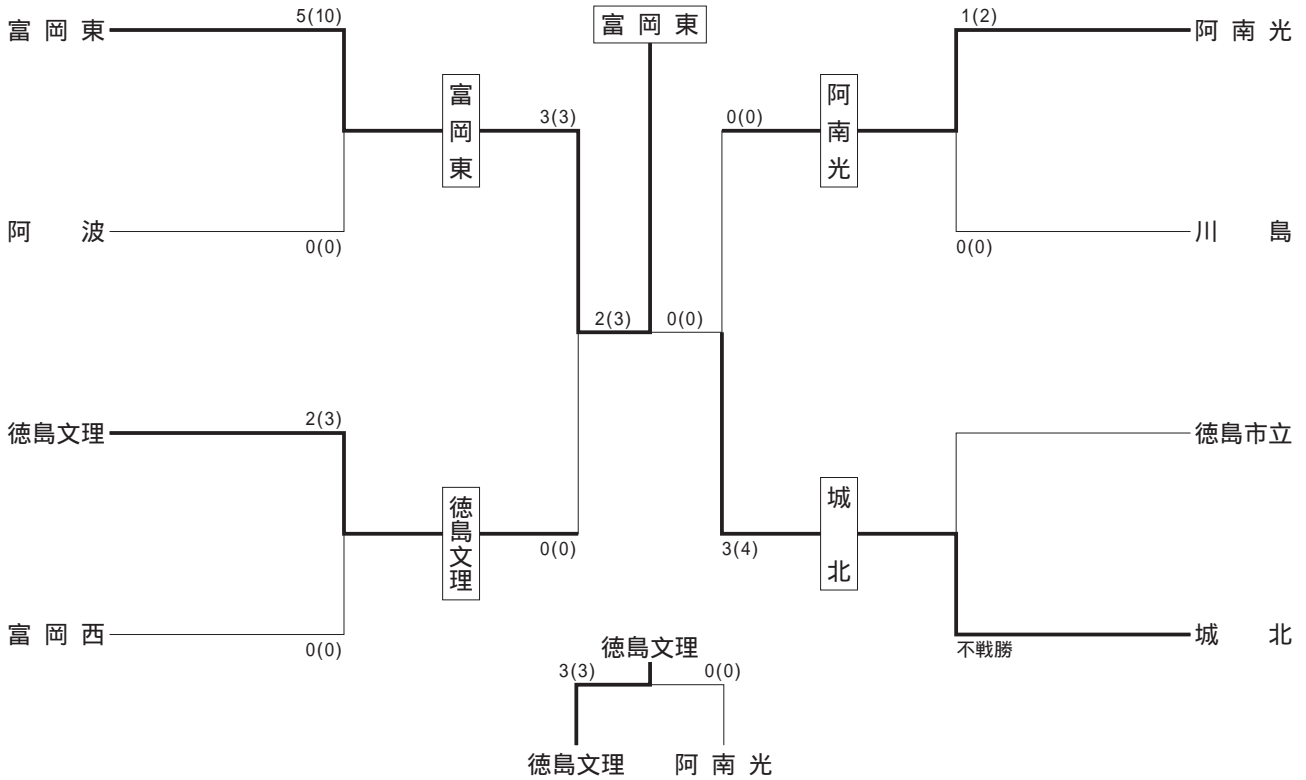 富岡東
5(10)
富岡東
1(2)
阿南光
富岡東
3(3)
0(0)
阿南光
阿波
0(0)
0(0)
川島
2(3)
0(0)
徳島文理
2(3)
徳島市立
徳島文理
0(0)
3(4)
城北
富岡西
0(0)
不戦勝
城北
徳島文理
3(3)
0(0)
徳島文理
阿南光